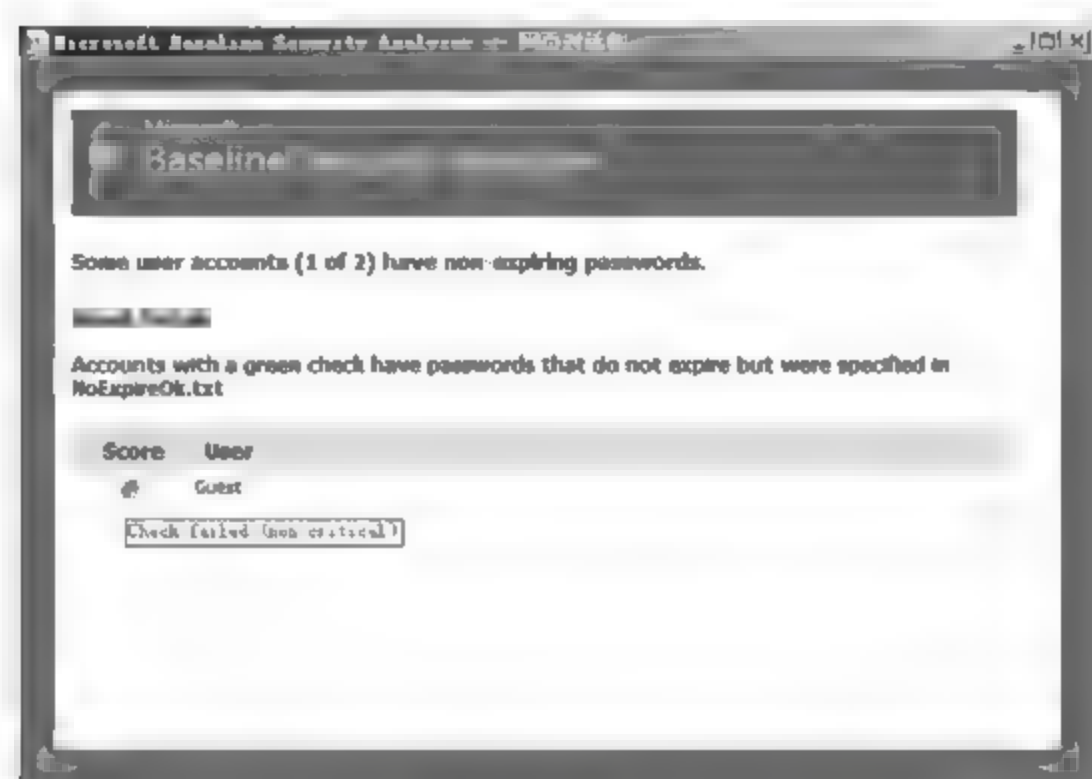 Microsoft Baseline Security Analyzer --
Microsoft
Baseline
Some user accounts (1 of 2) have non-expiring passwords.
Accounts with a green check have passwords that do not expire but were specified in
NoExpireOk.txt
Score User
Guest
Check failed (non-critical)